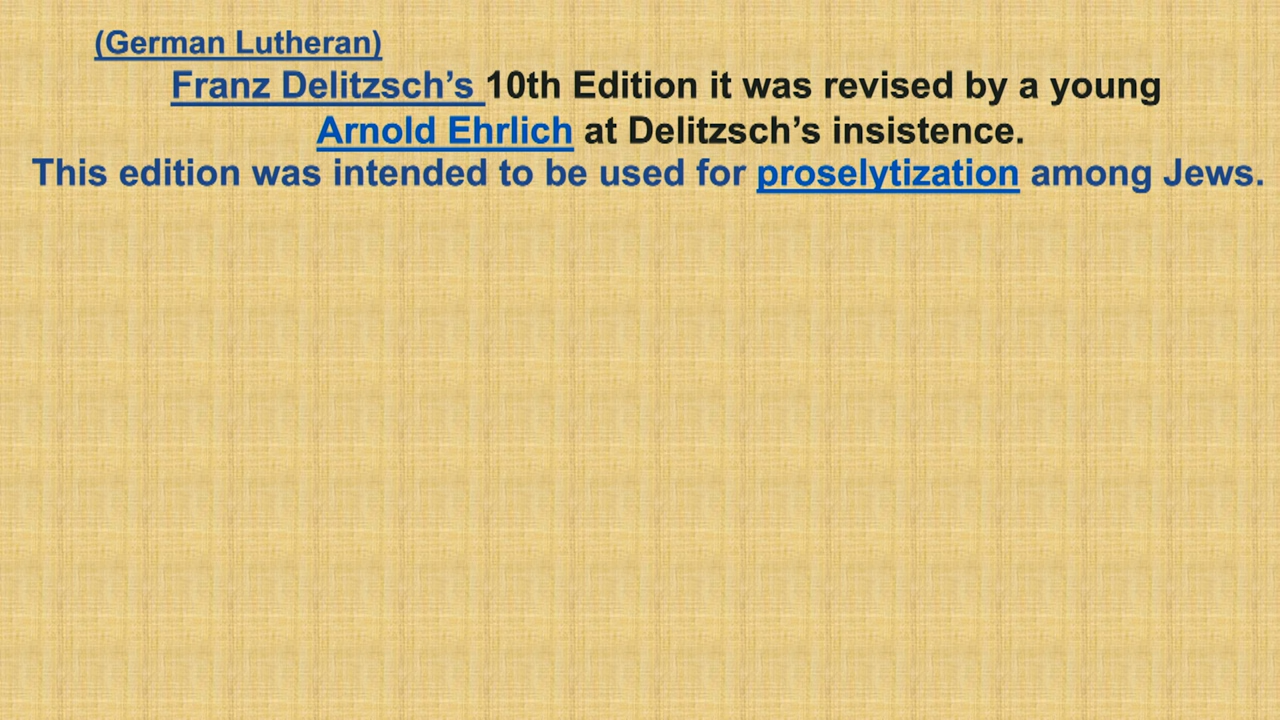 (German Lutheran)
Franz Delitzsch’s 10th Edition it was revised by a young
Arnold Ehrlich at Delitzsch’s insistence.
This edition was intended to be used for proselytization among Jews.